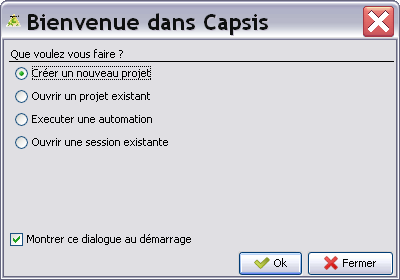 Bienvenue dans Capsis
Que voulez vous faire ?
Créer un nouveau projet
Ouvrir un projet existant
Executer une automation
Ouvrir une session existante
Montrer ce dialogue au démarrage
Ok
Fermer